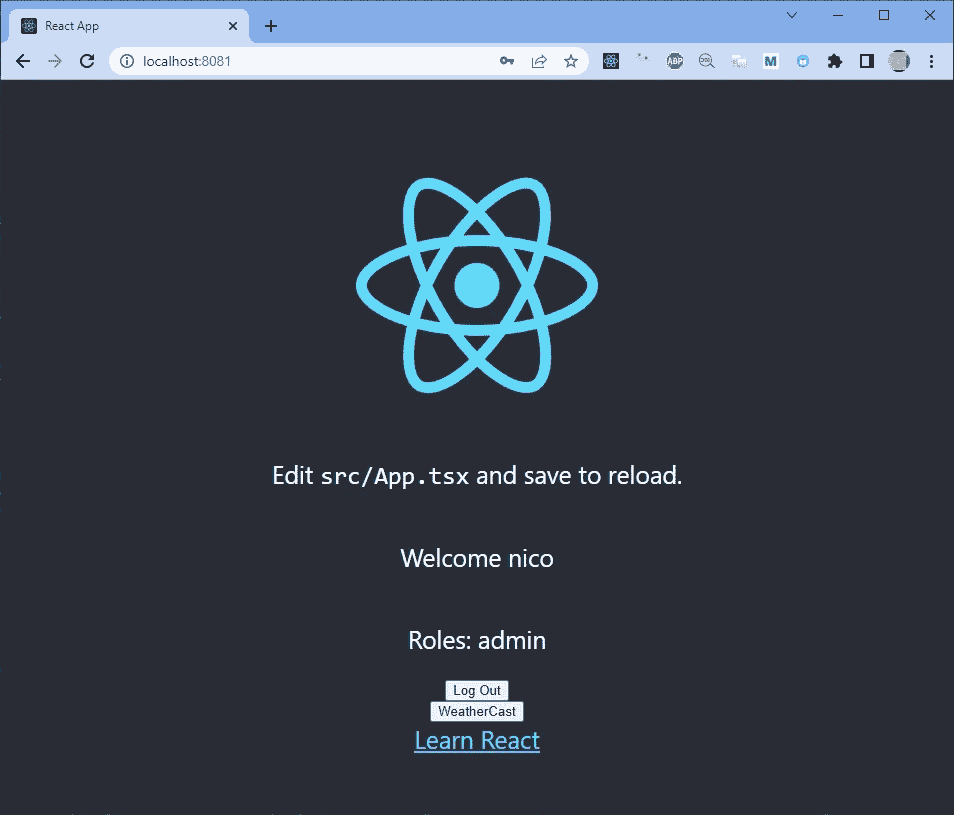 React App
localhost:8081
ABP
M
Edit src/App.tsx and save to reload.
Welcome nico
Roles: admin
Log Out
WeatherCast
Learn React